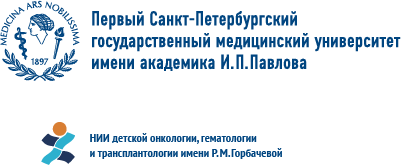 MEDICINA ARS NOBILISSIMA
1897
Первый Санкт-Петербургский
государственный медицинский университет
имени академика И.П.Павлова
НИИ детской онкологии, гематологии
и трансплантологии имени Р.М.Горбачевой